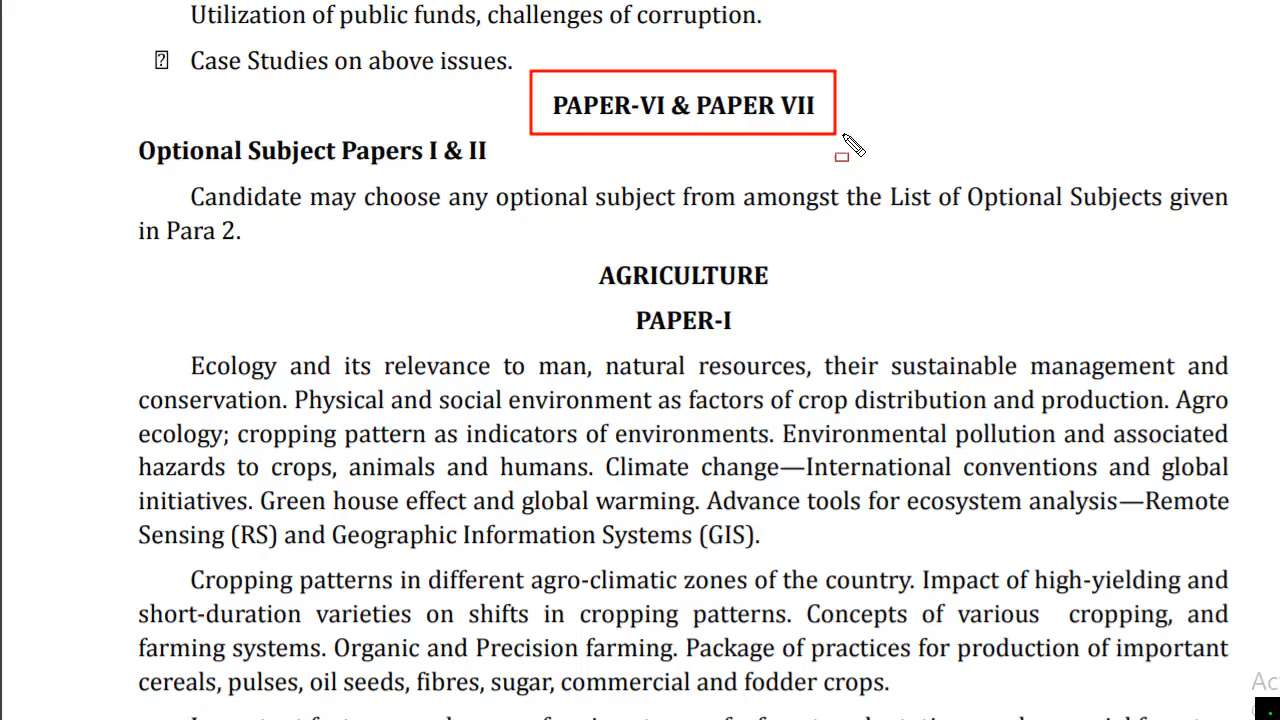 Utilization of public funds, challenges of corruption.
Case Studies on above issues.
PAPER-VI & PAPER VII
Optional Subject Papers I & II
Candidate may choose any optional subject from amongst the List of Optional Subjects given
in Para 2.
AGRICULTURE
PAPER-I
Ecology and its relevance to man, natural resources, their sustainable management and
conservation. Physical and social environment as factors of crop distribution and production. Agro
ecology; cropping pattern as indicators of environments. Environmental pollution and associated
hazards to crops, animals and humans. Climate change—International conventions and global
initiatives. Green house effect and global warming. Advance tools for ecosystem analysis—Remote
Sensing (RS) and Geographic Information Systems (GIS).
Cropping patterns in different agro-climatic zones of the country. Impact of high-yielding and
short-duration varieties on shifts in cropping patterns. Concepts of various cropping, and
farming systems. Organic and Precision farming. Package of practices for production of important
cereals, pulses, oil seeds, fibres, sugar, commercial and fodder crops.